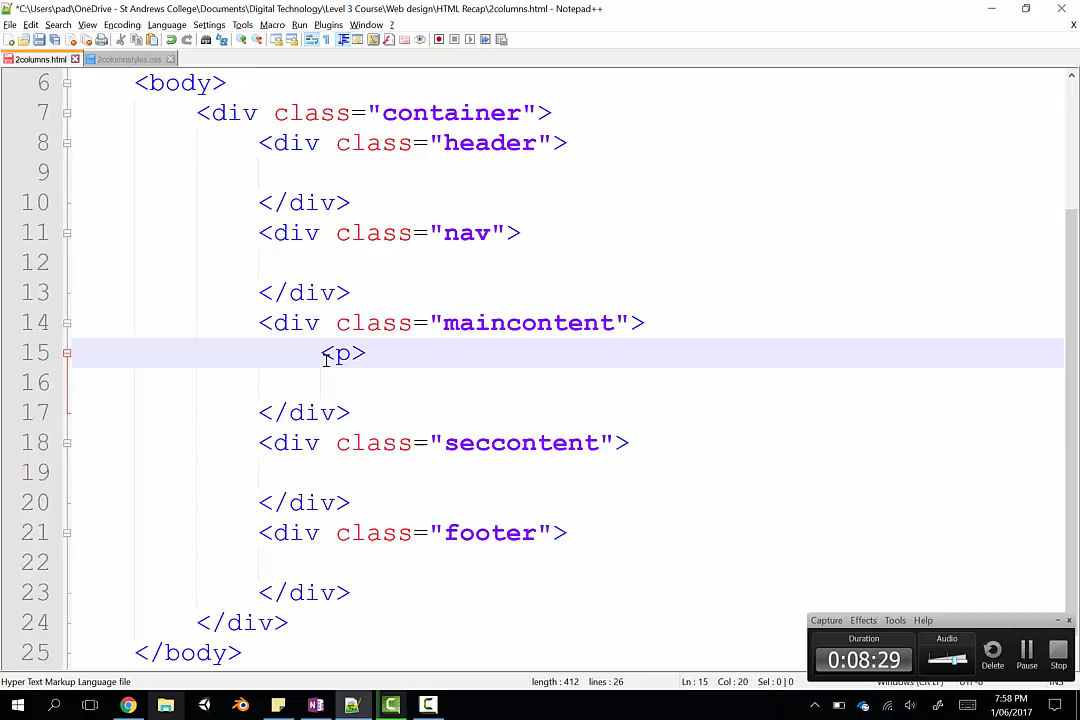 *C:\Users\pad\OneDrive - St Andrews College\Documents\Digital Technology\Level 3 Course\Web design\HTML Recap\2columns.html - Notepad++
File Edit Search View Encoding Language Settings Tools Macro Run Plugins Window ? X
2columns.html 2columnstyles.css
6 <body>
7 <div class="container">
8 <div class="header">
9
10 </div>
11 <div class="nav">
12
13 </div>
14 <div class="maincontent">
15 <p>
16
17 </div>
18 <div class="seccontent">
19
20 </div>
21 <div class="footer">
22
23 </div>
24 </div>
25 </body>
Capture Effects Tools Help
Duration Audio
0:08:29 Delete Pause Stop
Hyper Text Markup Language file length : 412 lines : 26 Ln : 15 Col : 20 Sel : 0 | 0
7:58 PM
1/06/2017